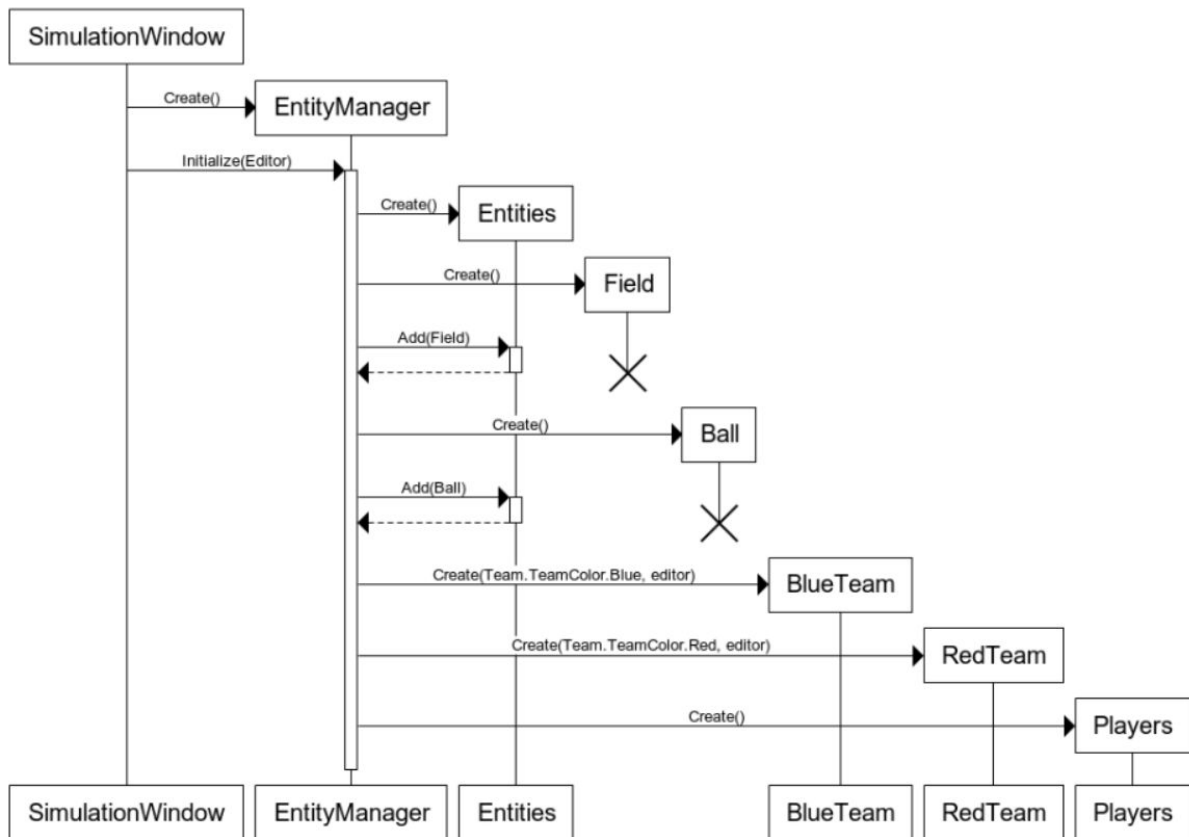 SimulationWindow
Create()
EntityManager
Initialize(Editor)
Create()
Entities
Create()
Field
Add(Field)
Create()
Ball
Add(Ball)
Create(Team.TeamColor.Blue, editor)
BlueTeam
Create(Team.TeamColor.Red, editor)
RedTeam
Create()
Players
SimulationWindow
EntityManager
Entities
BlueTeam
RedTeam
Players